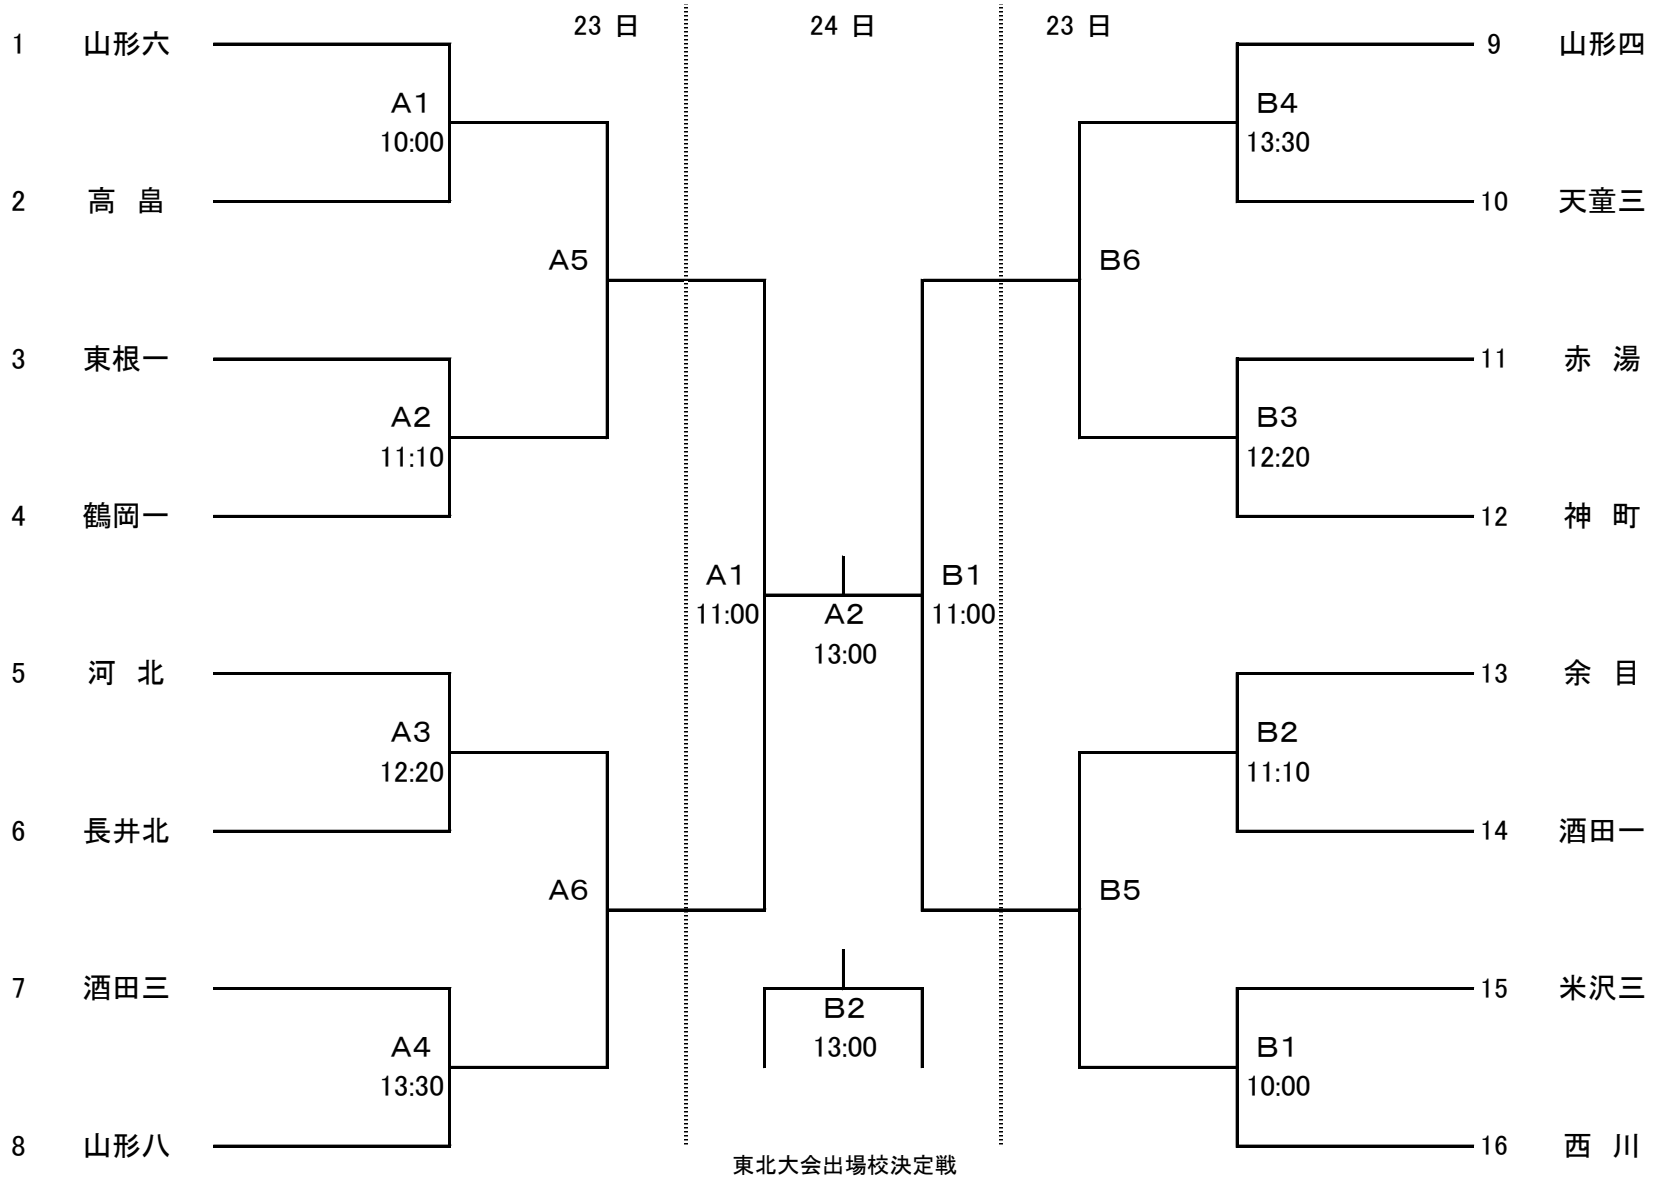 23 日 24 日 23 日
1 山形六 9 山形四
A1 B4
10:00 13:30
2 高 畠 10 天童三
A5 B6
3 東根一 11 赤 湯
A2 B3
11:10 12:20
4 鶴岡一 12 神 町
A1 B1
11:00 A2 11:00
13:00
5 河 北 13 余 目
A3 B2
12:20 11:10
6 長井北 14 酒田一
A6 B5
7 酒田三 15 米沢三
B2
A4 13:00 B1
13:30 10:00
8 山形八 16 西 川
東北大会出場校決定戦